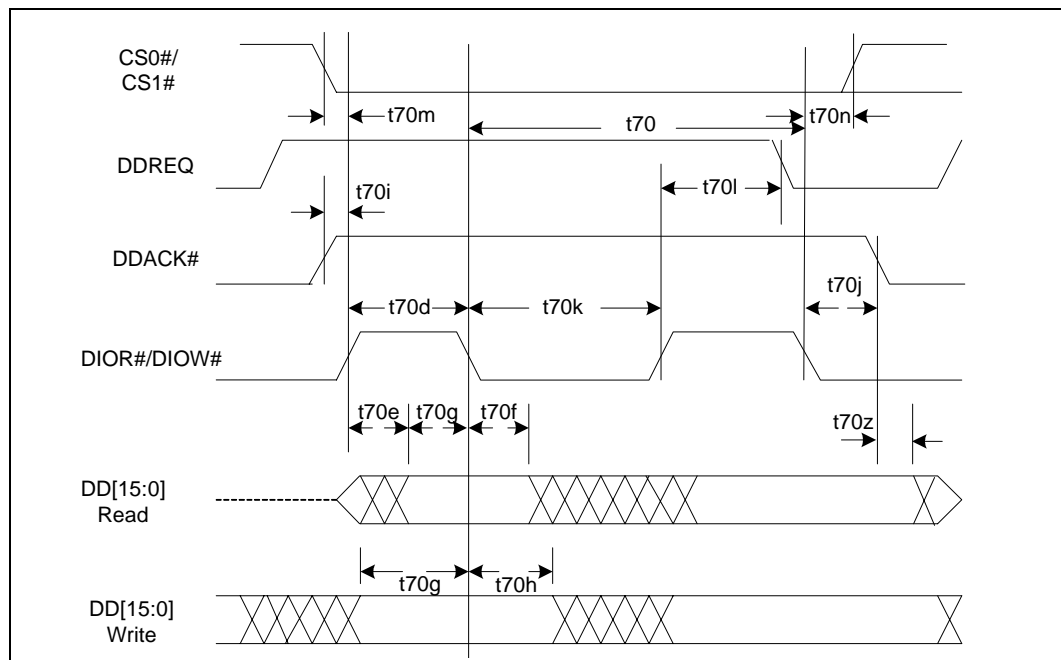 CS0#/
CS1#
t70m
t70
t70n
DDREQ
t70i
t70l
DDACK#
t70j
t70d
t70k
DIOR#/DIOW#
t70e
t70g
t70f
t70z
DD[15:0]
Read
t70g
t70h
DD[15:0]
Write